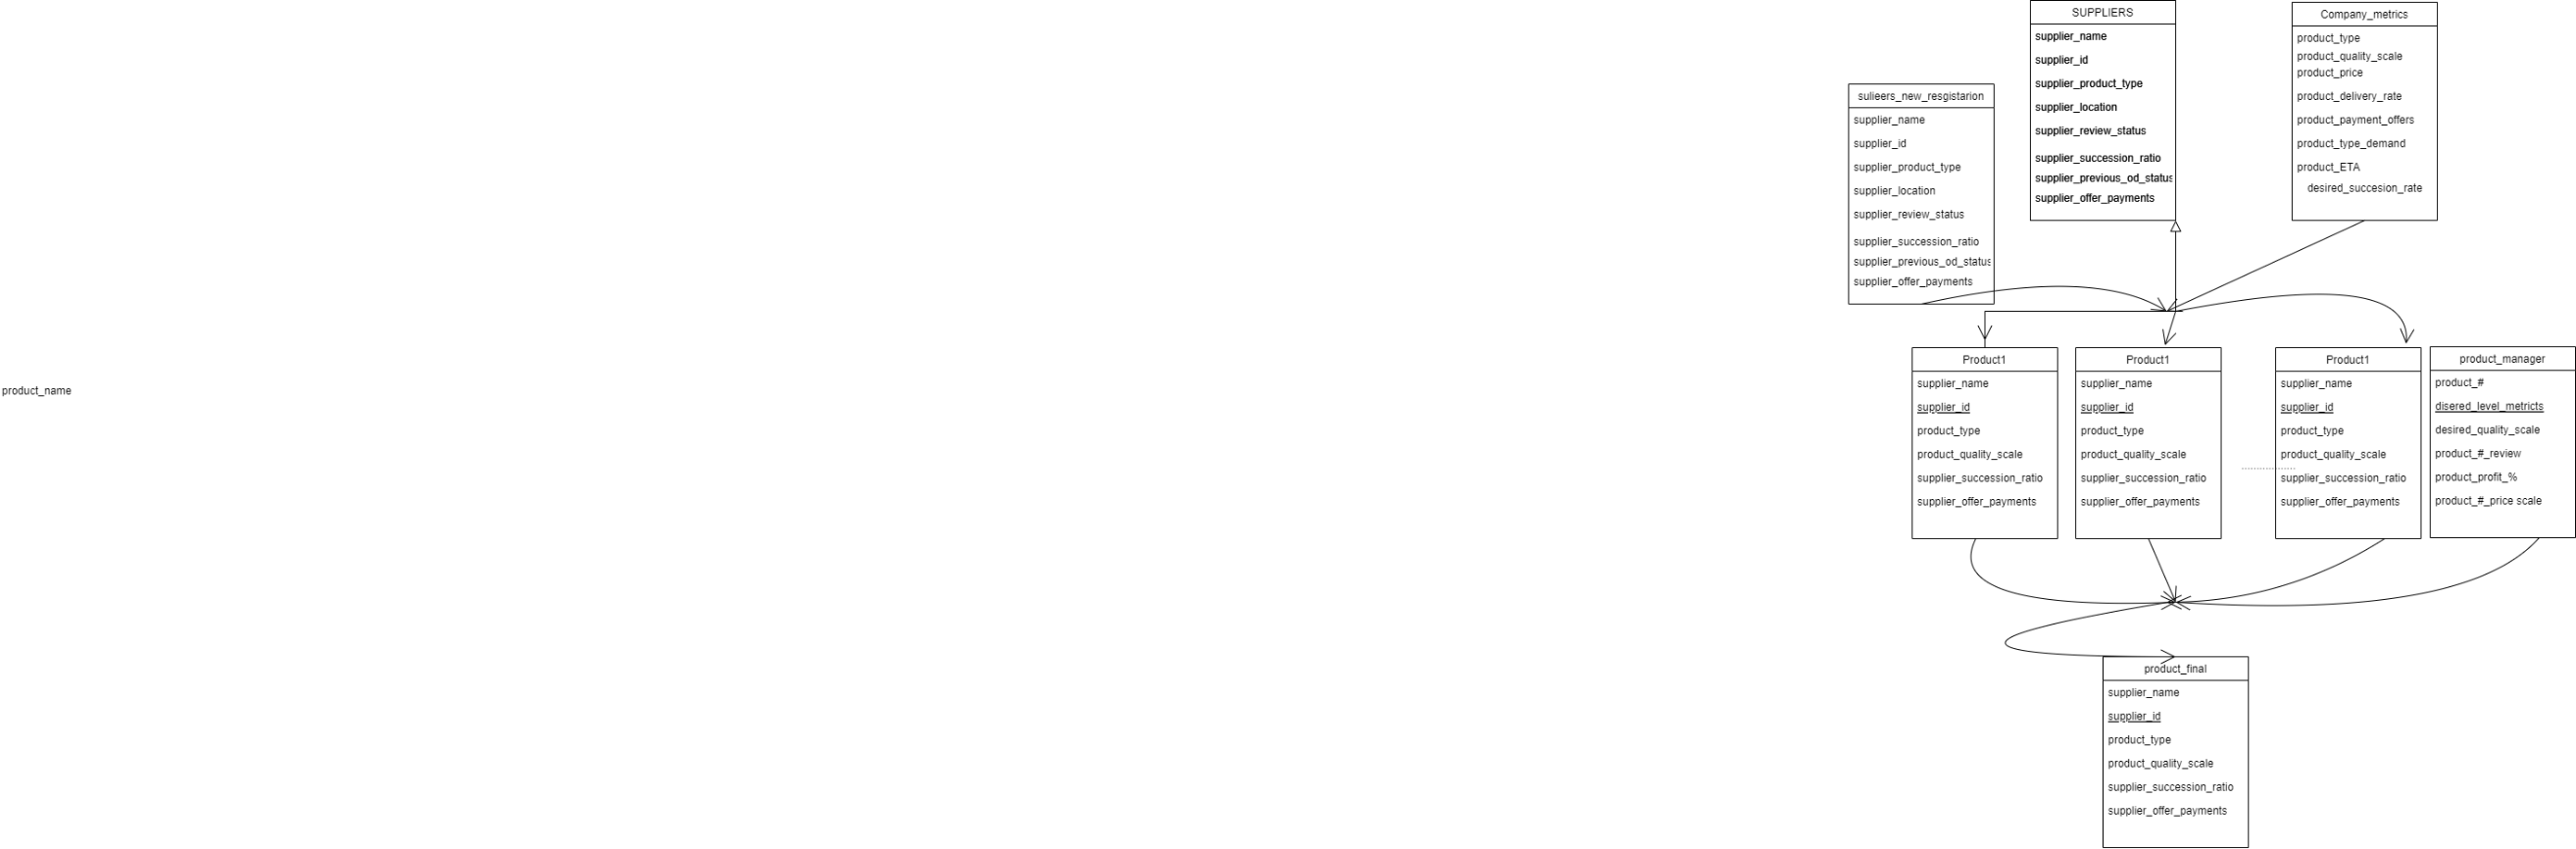 SUPPLIERS
supplier_name
supplier_id
supplier_product_type
supplier_location
supplier_review_status
supplier_succession_ratio
supplier_previous_od_status
supplier_offer_payments
Company_metrics
product_type
product_quality_scale
product_price
product_delivery_rate
product_payment_offers
product_type_demand
product_ETA
desired_succesion_rate
sulieers_new_resgistarion
supplier_name
supplier_id
supplier_product_type
supplier_location
supplier_review_status
supplier_succession_ratio
supplier_previous_od_status
supplier_offer_payments
product_name
Product1
supplier_name
supplier_id
product_type
product_quality_scale
supplier_succession_ratio
supplier_offer_payments
Product1
supplier_name
supplier_id
product_type
product_quality_scale
supplier_succession_ratio
supplier_offer_payments
Product1
supplier_name
supplier_id
product_type
product_quality_scale
supplier_succession_ratio
supplier_offer_payments
product_manager
product_#
disered_level_metricts
desired_quality_scale
product_#_review
product_profit_%
product_#_price scale
product_final
supplier_name
supplier_id
product_type
product_quality_scale
supplier_succession_ratio
supplier_offer_payments